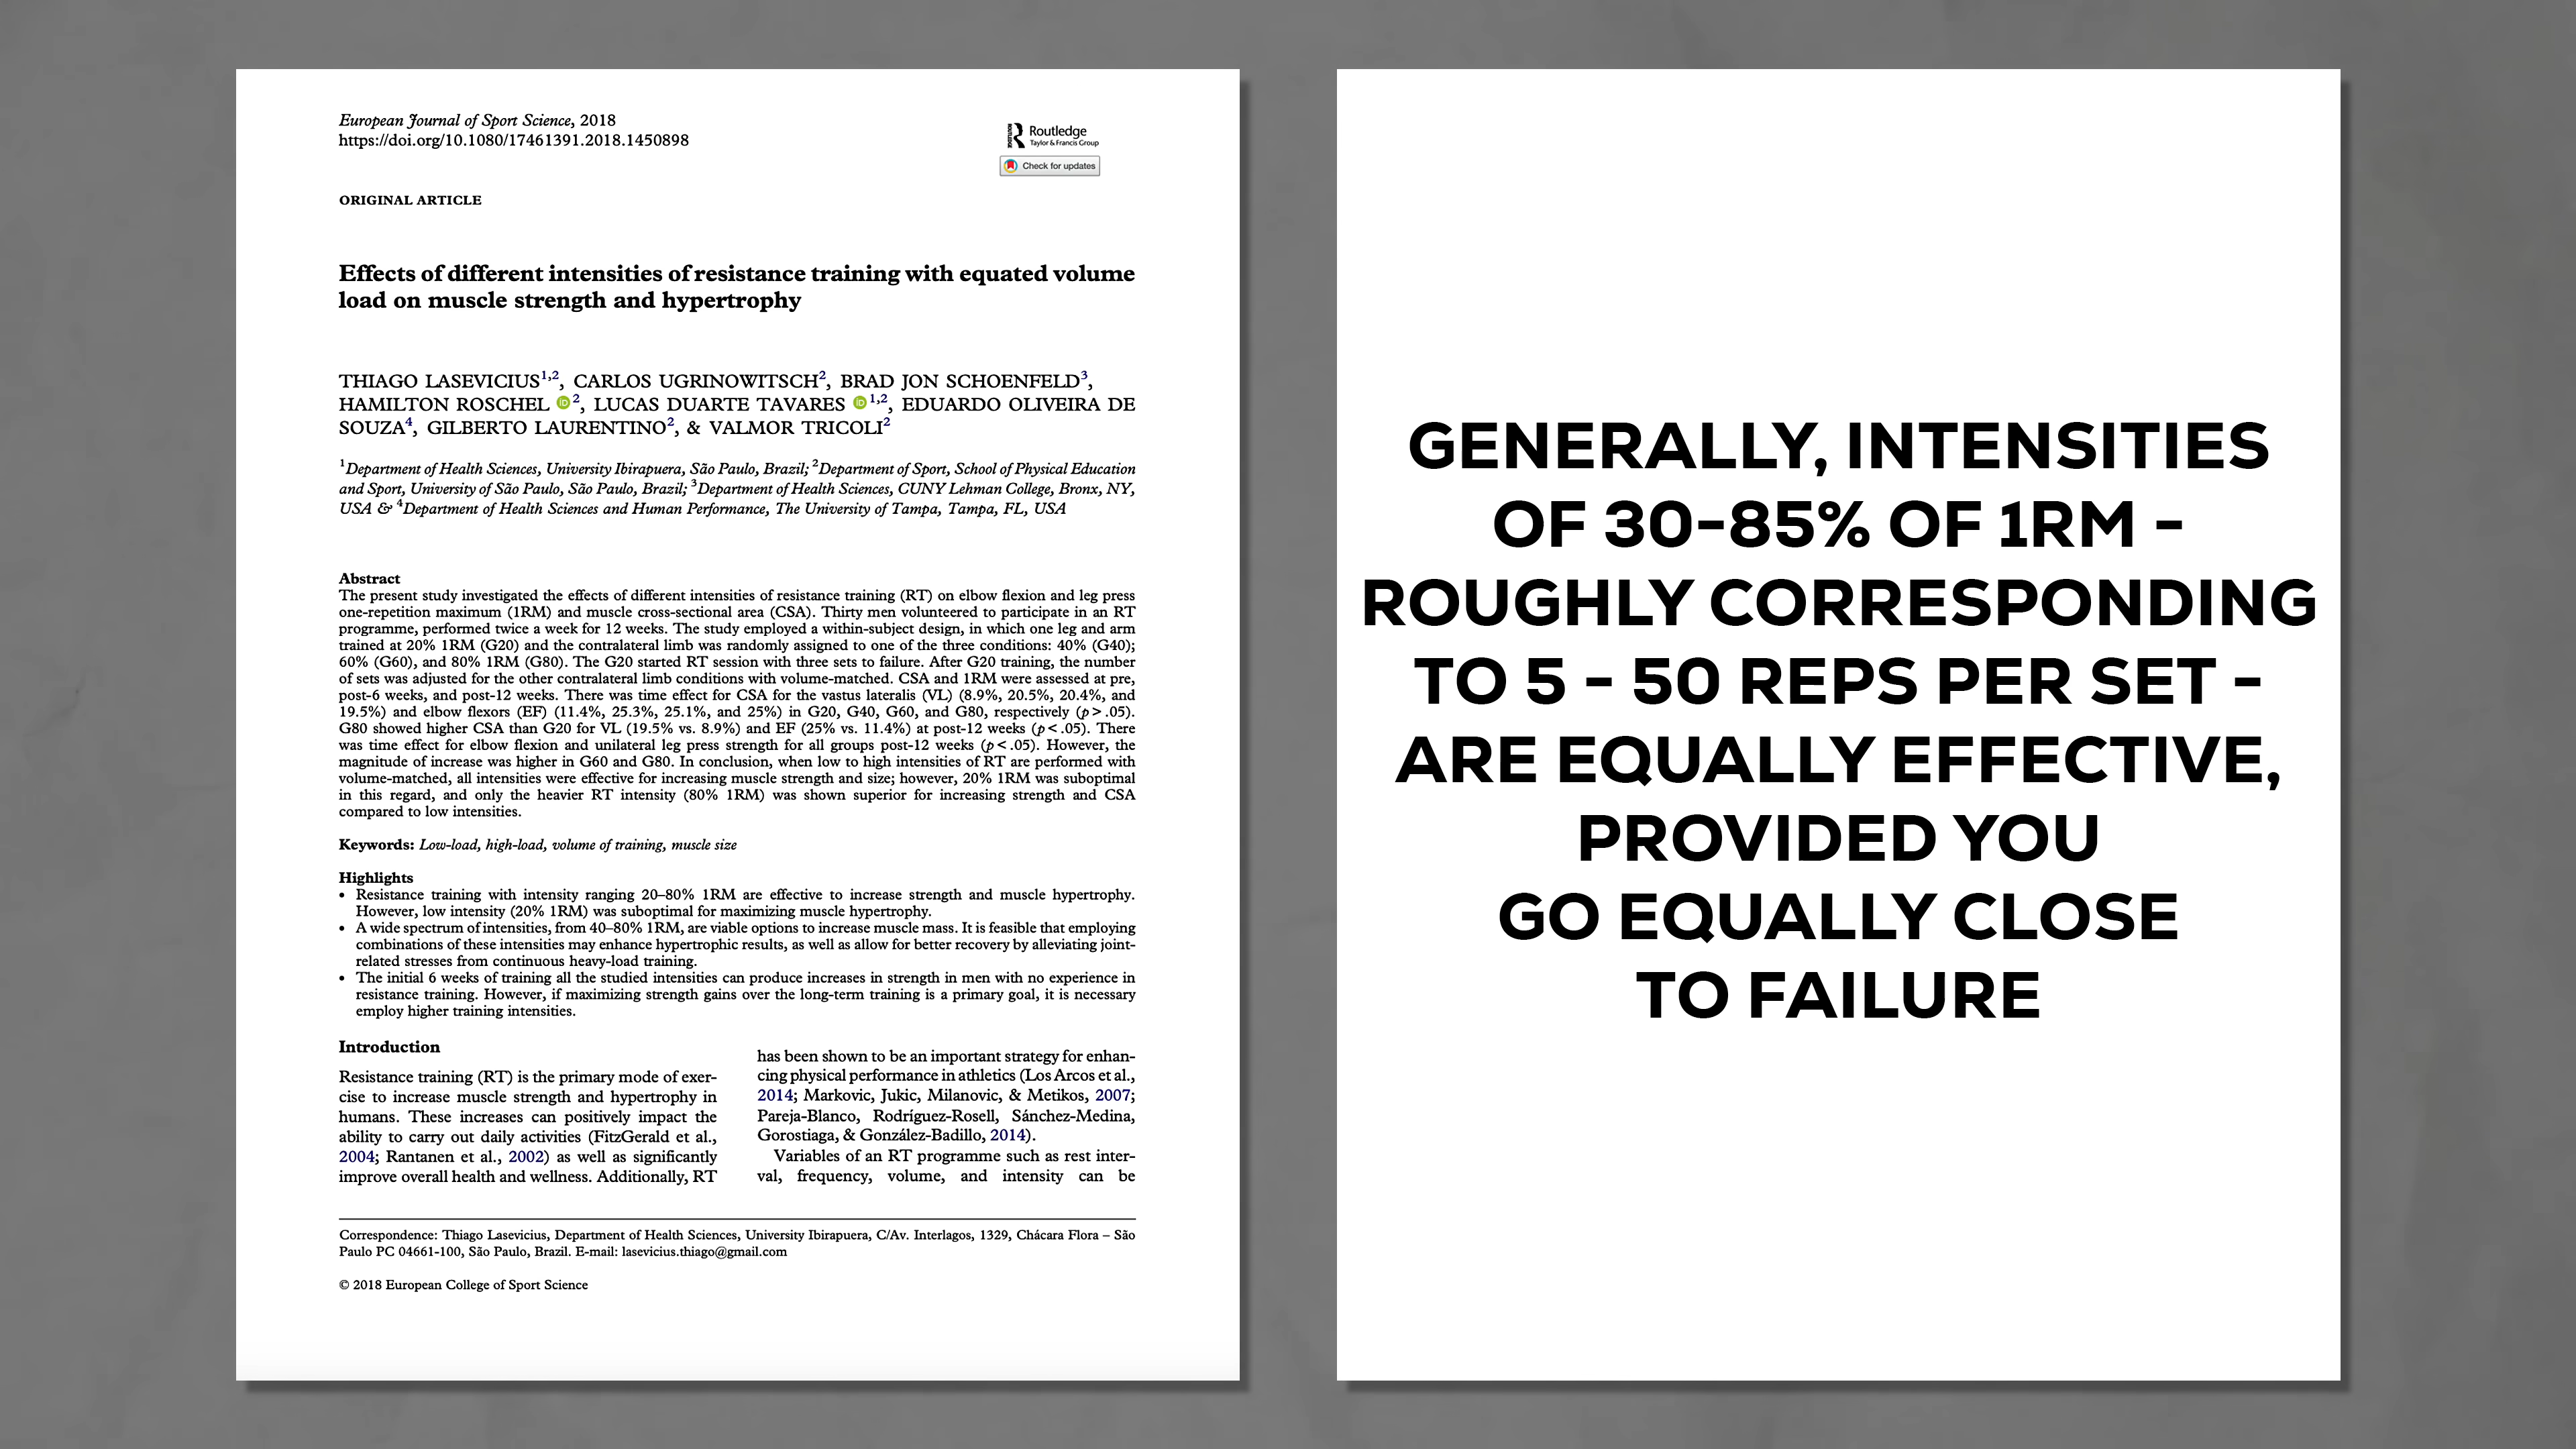 European Journal of Sport Science, 2018
https://doi.org/10.1080/17461391.2018.1450898
Routledge
Taylor & Francis Group
Check for updates
ORIGINAL ARTICLE
Effects of different intensities of resistance training with equated volume
load on muscle strength and hypertrophy
THIAGO LASEVICIUS1,2, CARLOS UGRINOWITSCH2, BRAD JON SCHOENFELD3,
HAMILTON ROSCHEL iD 2, LUCAS DUARTE TAVARES iD 1,2, EDUARDO OLIVEIRA DE
SOUZA4, GILBERTO LAURENTINO2, & VALMOR TRICOLI2
1Department of Health Sciences, University Ibirapuera, São Paulo, Brazil; 2Department of Sport, School of Physical Education
and Sport, University of São Paulo, São Paulo, Brazil; 3Department of Health Sciences, CUNY Lehman College, Bronx, NY,
USA & 4Department of Health Sciences and Human Performance, The University of Tampa, Tampa, FL, USA
Abstract
The present study investigated the effects of different intensities of resistance training (RT) on elbow flexion and leg press
one-repetition maximum (1RM) and muscle cross-sectional area (CSA). Thirty men volunteered to participate in an RT
programme, performed twice a week for 12 weeks. The study employed a within-subject design, in which one leg and arm
trained at 20% 1RM (G20) and the contralateral limb was randomly assigned to one of the three conditions: 40% (G40);
60% (G60), and 80% 1RM (G80). The G20 started RT session with three sets to failure. After G20 training, the number
of sets was adjusted for the other contralateral limb conditions with volume-matched. CSA and 1RM were assessed at pre,
post-6 weeks, and post-12 weeks. There was time effect for CSA for the vastus lateralis (VL) (8.9%, 20.5%, 20.4%, and
19.5%) and elbow flexors (EF) (11.4%, 25.3%, 25.1%, and 25%) in G20, G40, G60, and G80, respectively (p > .05).
G80 showed higher CSA than G20 for VL (19.5% vs. 8.9%) and EF (25% vs. 11.4%) at post-12 weeks (p < .05). There
was time effect for elbow flexion and unilateral leg press strength for all groups post-12 weeks (p < .05). However, the
magnitude of increase was higher in G60 and G80. In conclusion, when low to high intensities of RT are performed with
volume-matched, all intensities were effective for increasing muscle strength and size; however, 20% 1RM was suboptimal
in this regard, and only the heavier RT intensity (80% 1RM) was shown superior for increasing strength and CSA
compared to low intensities.
Keywords: Low-load, high-load, volume of training, muscle size
Highlights
• Resistance training with intensity ranging 20–80% 1RM are effective to increase strength and muscle hypertrophy.
However, low intensity (20% 1RM) was suboptimal for maximizing muscle hypertrophy.
• A wide spectrum of intensities, from 40–80% 1RM, are viable options to increase muscle mass. It is feasible that employing
combinations of these intensities may enhance hypertrophic results, as well as allow for better recovery by alleviating joint-
related stresses from continuous heavy-load training.
• The initial 6 weeks of training all the studied intensities can produce increases in strength in men with no experience in
resistance training. However, if maximizing strength gains over the long-term training is a primary goal, it is necessary
employ higher training intensities.
Introduction
Resistance training (RT) is the primary mode of exer-
cise to increase muscle strength and hypertrophy in
humans. These increases can positively impact the
ability to carry out daily activities (FitzGerald et al.,
2004; Rantanen et al., 2002) as well as significantly
improve overall health and wellness. Additionally, RT
has been shown to be an important strategy for enhan-
cing physical performance in athletics (Los Arcos et al.,
2014; Markovic, Jukic, Milanovic, & Metikos, 2007;
Pareja-Blanco, Rodríguez-Rosell, Sánchez-Medina,
Gorostiaga, & González-Badillo, 2014).
Variables of an RT programme such as rest inter-
val, frequency, volume, and intensity can be
Correspondence: Thiago Lasevicius, Department of Health Sciences, University Ibirapuera, C/Av. Interlagos, 1329, Chácara Flora – São
Paulo PC 04661-100, São Paulo, Brazil. E-mail: lasevicius.thiago@gmail.com
© 2018 European College of Sport Science
GENERALLY, INTENSITIES
OF 30-85% OF 1RM -
ROUGHLY CORRESPONDING
TO 5 - 50 REPS PER SET -
ARE EQUALLY EFFECTIVE,
PROVIDED YOU
GO EQUALLY CLOSE
TO FAILURE